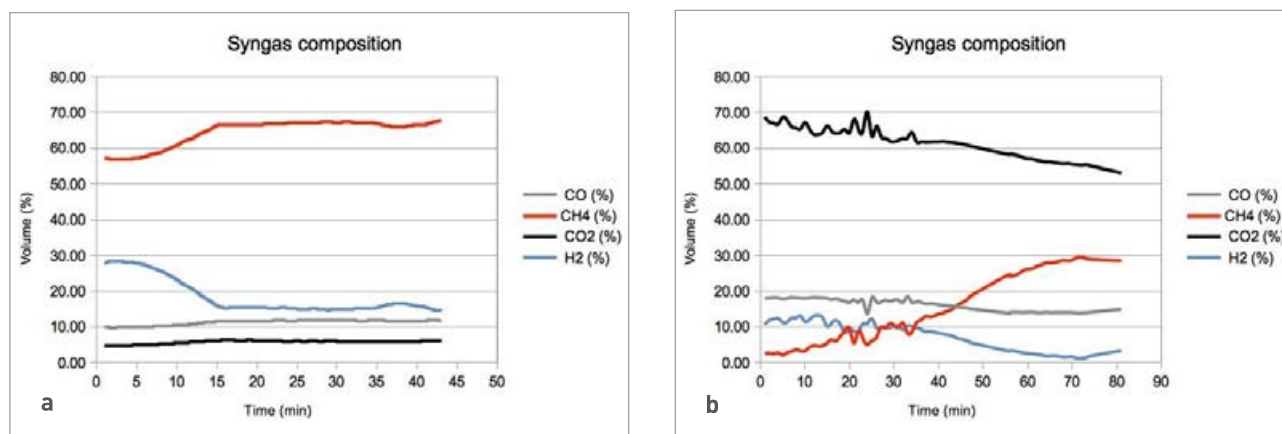 Syngas composition
80.00
70.00
60.00
50.00
40.00
30.00
20.00
10.00
0.00
Volume (%)
0 5 10 15 20 25 30 35 40 45 50
Time (min)
CO (%)
CH4 (%)
CO2 (%)
H2 (%)
a
Syngas composition
80.00
70.00
60.00
50.00
40.00
30.00
20.00
10.00
0.00
Volume (%)
0 10 20 30 40 50 60 70 80 90
Time (min)
CO (%)
CH4 (%)
CO2 (%)
H2 (%)
b